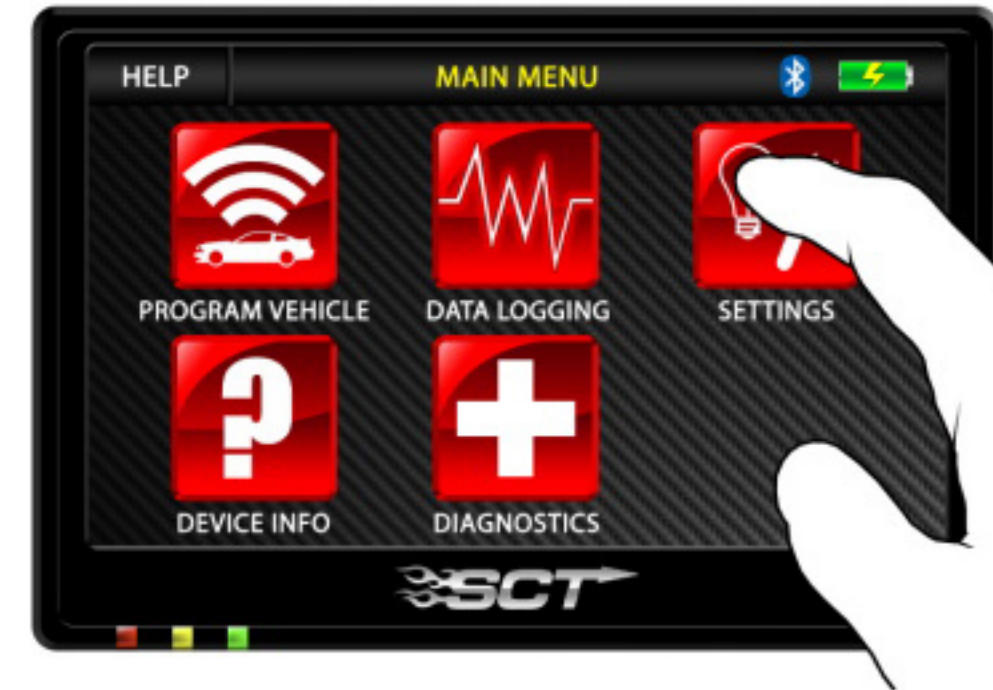 HELP
MAIN MENU
PROGRAM VEHICLE
DATA LOGGING
SETTINGS
DEVICE INFO
DIAGNOSTICS
SCT